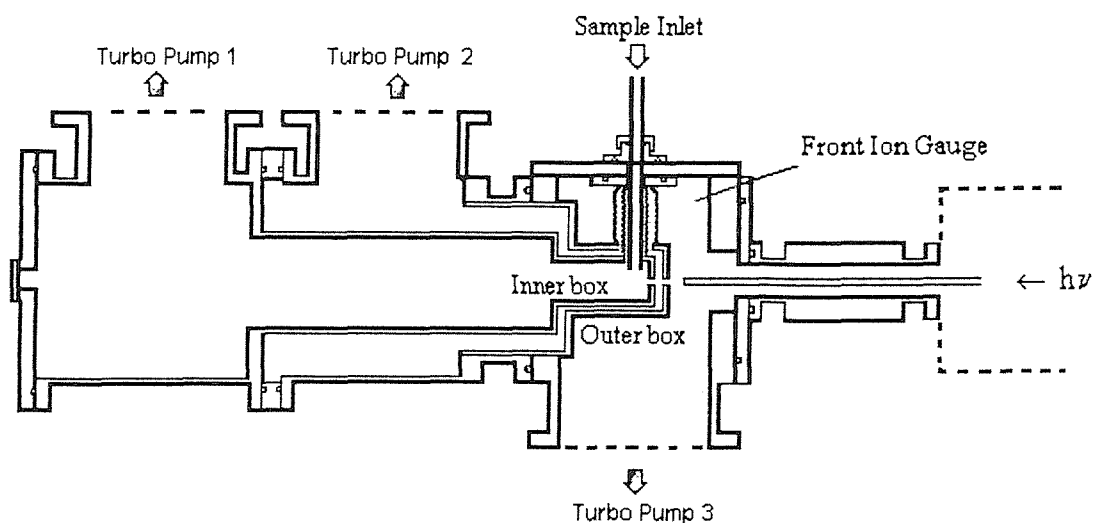 Sample Inlet
Turbo Pump 1
Turbo Pump 2
Front Ion Gauge
Inner box
← hν
Outer box
Turbo Pump 3